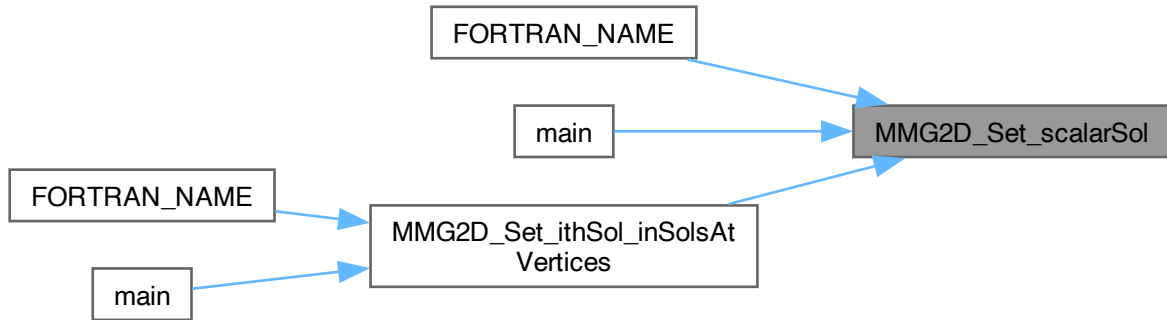 FORTRAN_NAME
main
MMG2D_Set_scalarSol
FORTRAN_NAME
MMG2D_Set_ithSol_inSolsAt
Vertices
main